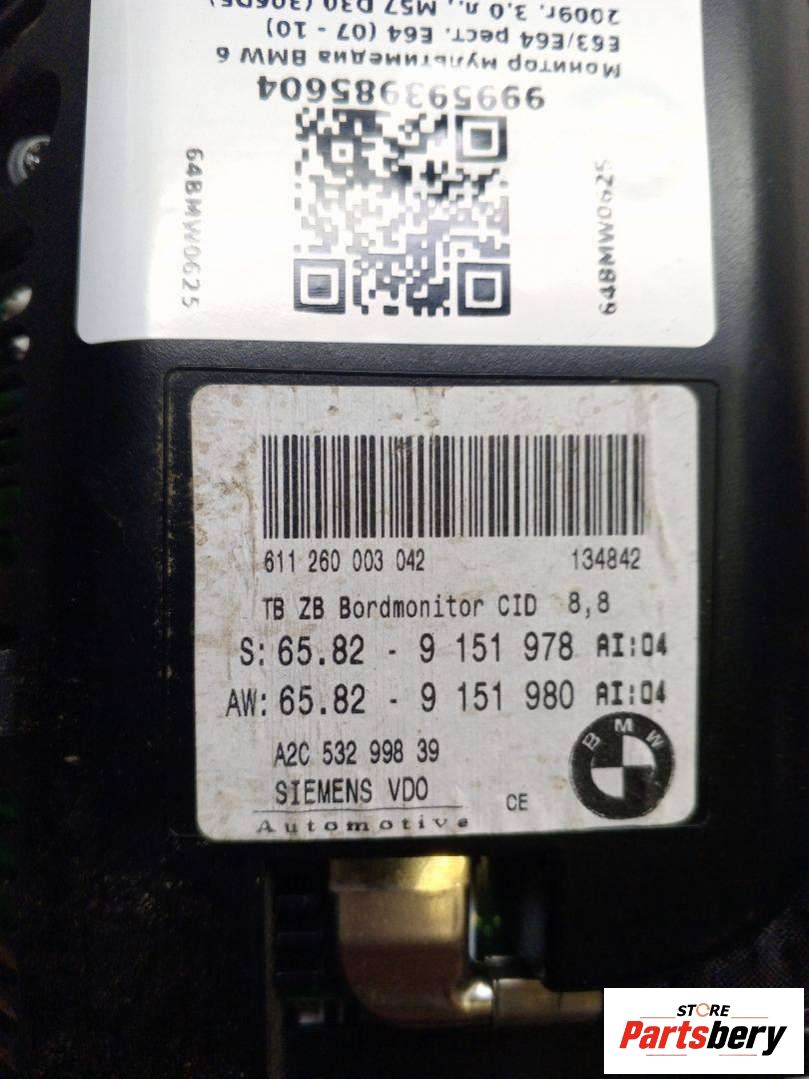 Монитор мультимедиа BMW 6
E63/E64 рест. E64 (07 - 10)
2009г. 3.0 л., M57 D30 (306D5)
999593985604
64BMW0625
64BMW0625
611 260 003 042 134842
TB ZB Bordmonitor CID 8,8
S: 65.82 - 9 151 978 AI:04
AW: 65.82 - 9 151 980 AI:04
A2C 532 998 39
SIEMENS VDO
Automotive
CE
BMW
STORE
Partsbery